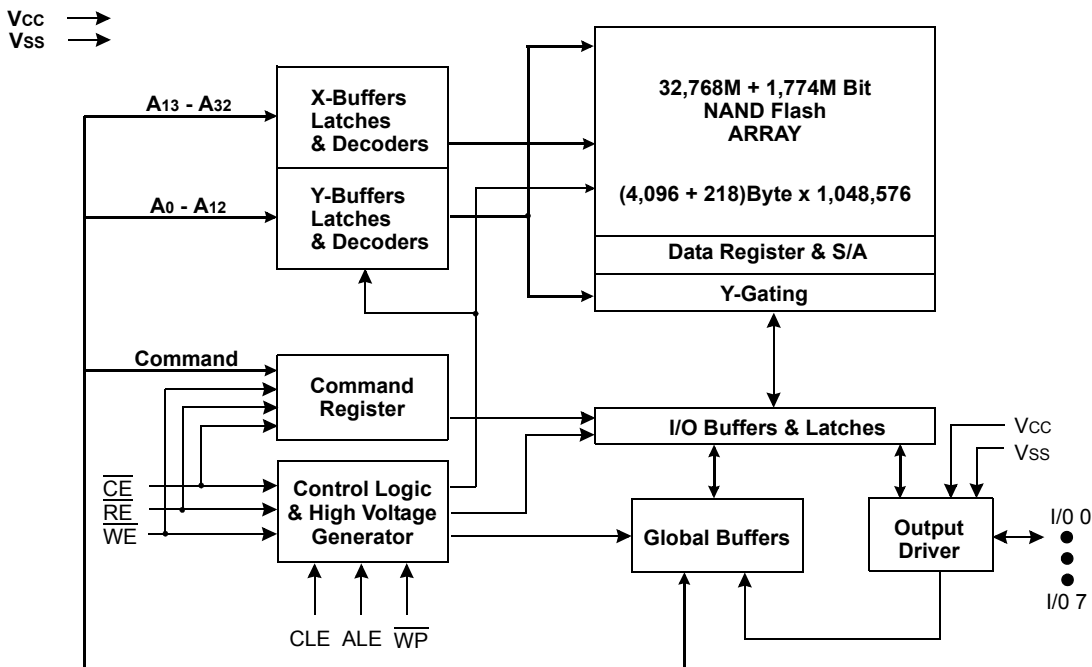 VCC
VSS
A13 - A32
X-Buffers
Latches
& Decoders
A0 - A12
Y-Buffers
Latches
& Decoders
32,768M + 1,774M Bit
NAND Flash
ARRAY
(4,096 + 218)Byte x 1,048,576
Data Register & S/A
Y-Gating
Command
Command
Register
I/O Buffers & Latches
VCC
VSS
CE
RE
WE
Control Logic
& High Voltage
Generator
Global Buffers
Output
Driver
I/0 0
I/0 7
CLE
ALE
WP